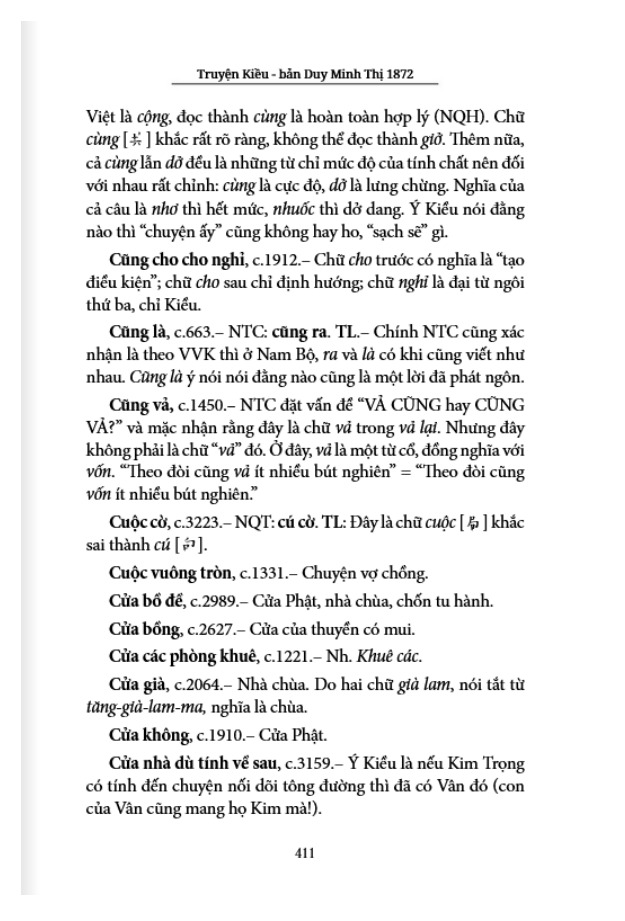 Truyện Kiều - bản Duy Minh Thị 1872
Việt là cộng, đọc thành cùng là hoàn toàn hợp lý (NQH). Chữ
cùng [ ] khắc rất rõ ràng, không thể đọc thành giở. Thêm nữa,
cả cùng lẫn dở đều là những từ chỉ mức độ của tính chất nên đối
với nhau rất chỉnh: cùng là cực độ, dở là lưng chừng. Nghĩa của
cả câu là nhơ thì hết mức, nhuốc thì dở dang. Ý Kiều nói đằng
nào thì “chuyện ấy” cũng không hay ho, “sạch sẽ” gì.
Cũng cho cho nghỉ, c.1912.– Chữ cho trước có nghĩa là “tạo
điều kiện”; chữ cho sau chỉ định hướng; chữ nghỉ là đại từ ngôi
thứ ba, chỉ Kiều.
Cũng là, c.663.– NTC: cũng ra. TL.– Chính NTC cũng xác
nhận là theo VVK thì ở Nam Bộ, ra và là có khi cũng viết như
nhau. Cũng là ý nói nói đằng nào cũng là một lời đã phát ngôn.
Cũng vả, c.1450.– NTC đặt vấn đề “VẢ CŨNG hay CŨNG
VẢ?” và mặc nhận rằng đây là chữ vả trong vả lại. Nhưng đây
không phải là chữ “vả” đó. Ở đây, vả là một từ cổ, đồng nghĩa với
vốn. “Theo đòi cũng vả ít nhiều bút nghiên” = “Theo đòi cũng
vốn ít nhiều bút nghiên.”
Cuộc cờ, c.3223.– NQT: cú cờ. TL: Đây là chữ cuộc [ ] khắc
sai thành cú [ ].
Cuộc vuông tròn, c.1331.– Chuyện vợ chồng.
Cửa bồ đề, c.2989.– Cửa Phật, nhà chùa, chốn tu hành.
Cửa bồng, c.2627.– Cửa của thuyền có mui.
Cửa các phòng khuê, c.1221.– Nh. Khuê các.
Cửa già, c.2064.– Nhà chùa. Do hai chữ già lam, nói tắt từ
tăng-già-lam-ma, nghĩa là chùa.
Cửa không, c.1910.– Cửa Phật.
Cửa nhà dù tính về sau, c.3159.– Ý Kiều là nếu Kim Trọng
có tính đến chuyện nối dõi tông đường thì đã có Vân đó (con
của Vân cũng mang họ Kim mà!).
411